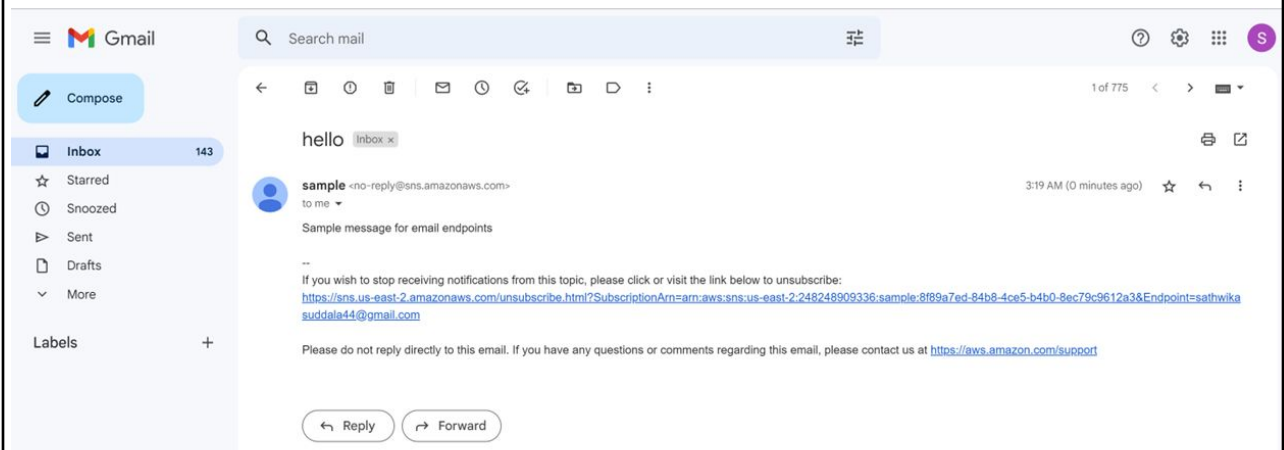 Gmail
Search mail
S
Compose
1 of 775
hello Inbox x
Inbox 143
Starred
Snoozed
Sent
Drafts
More
Labels +
sample <no-reply@sns.amazonaws.com> 3:19 AM (0 minutes ago)
to me
Sample message for email endpoints
--
If you wish to stop receiving notifications from this topic, please click or visit the link below to unsubscribe:
https://sns.us-east-2.amazonaws.com/unsubscribe.html?SubscriptionArn=arn:aws:sns:us-east-2:248248909336:sample:8f89a7ed-84b8-4ce5-b4b0-8ec79c9612a3&Endpoint=sathwika
suddala44@gmail.com
Please do not reply directly to this email. If you have any questions or comments regarding this email, please contact us at https://aws.amazon.com/support
Reply
Forward